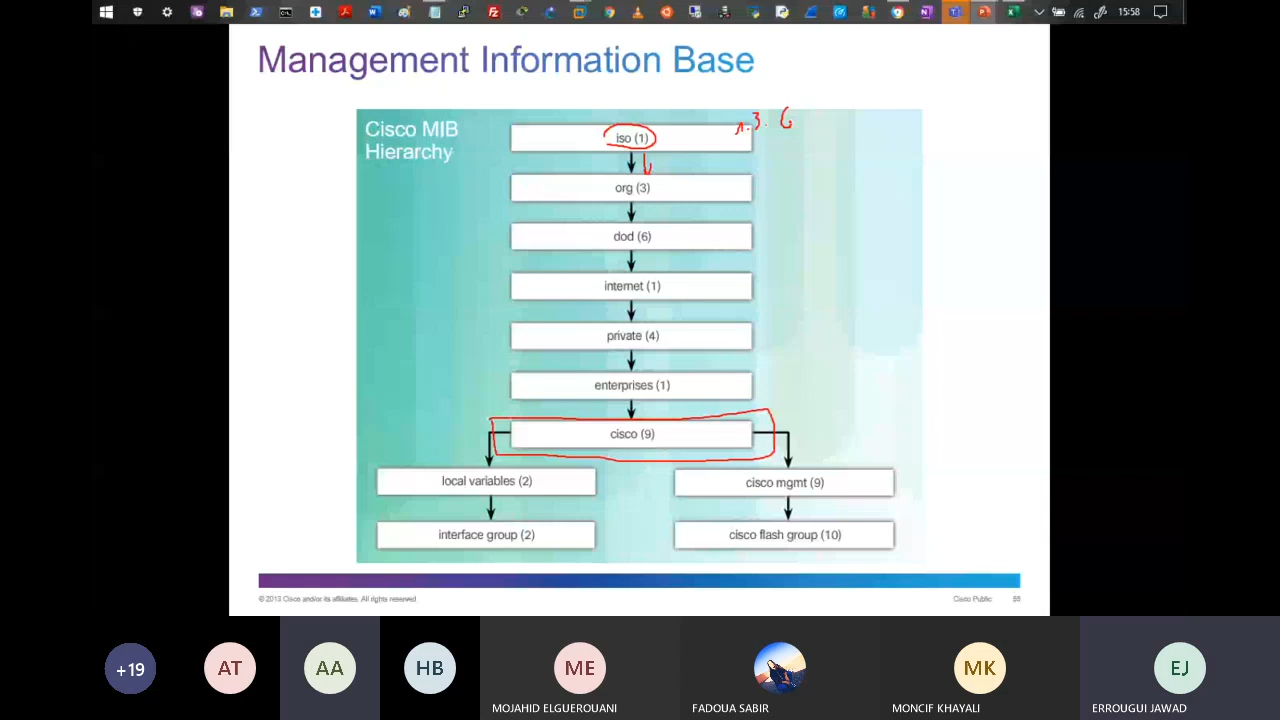 15:58
Management Information Base
Cisco MIB
Hierarchy
1.3.6
iso (1)
org (3)
dod (6)
internet (1)
private (4)
enterprises (1)
cisco (9)
local variables (2)
cisco mgmt (9)
interface group (2)
cisco flash group (10)
© 2013 Cisco and/or its affiliates. All rights reserved.
Cisco Public
+19
AT
AA
HB
ME
MK
EJ
MOJAHID ELGUEROUANI
FADOUA SABIR
MONCIF KHAYALI
ERROUGUI JAWAD